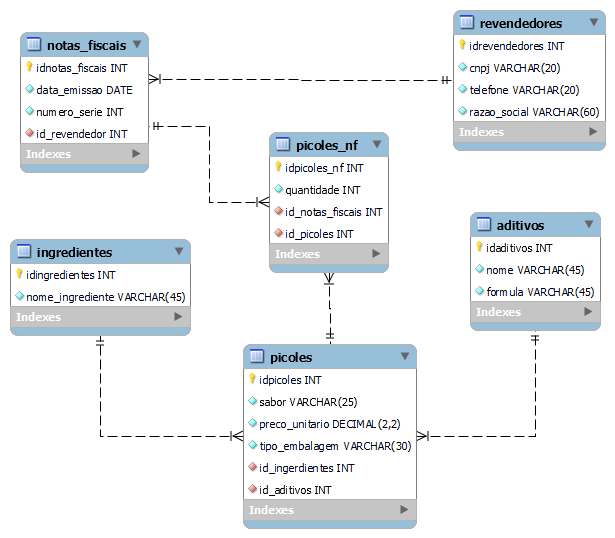 revendedores
idrevendedores INT
cnpj VARCHAR(20)
telefone VARCHAR(20)
razao_social VARCHAR(60)
Indexes
notas_fiscais
idnotas_fiscais INT
data_emissao DATE
numero_serie INT
id_revendedor INT
Indexes
picoles_nf
idpicoles_nf INT
quantidade INT
id_notas_fiscais INT
id_picoles INT
Indexes
aditivos
idaditivos INT
nome VARCHAR(45)
formula VARCHAR(45)
Indexes
ingredientes
idingredientes INT
nome_ingrediente VARCHAR(45)
Indexes
picoles
idpicoles INT
sabor VARCHAR(25)
preco_unitario DECIMAL(2,2)
tipo_embalagem VARCHAR(30)
id_ingerdientes INT
id_aditivos INT
Indexes